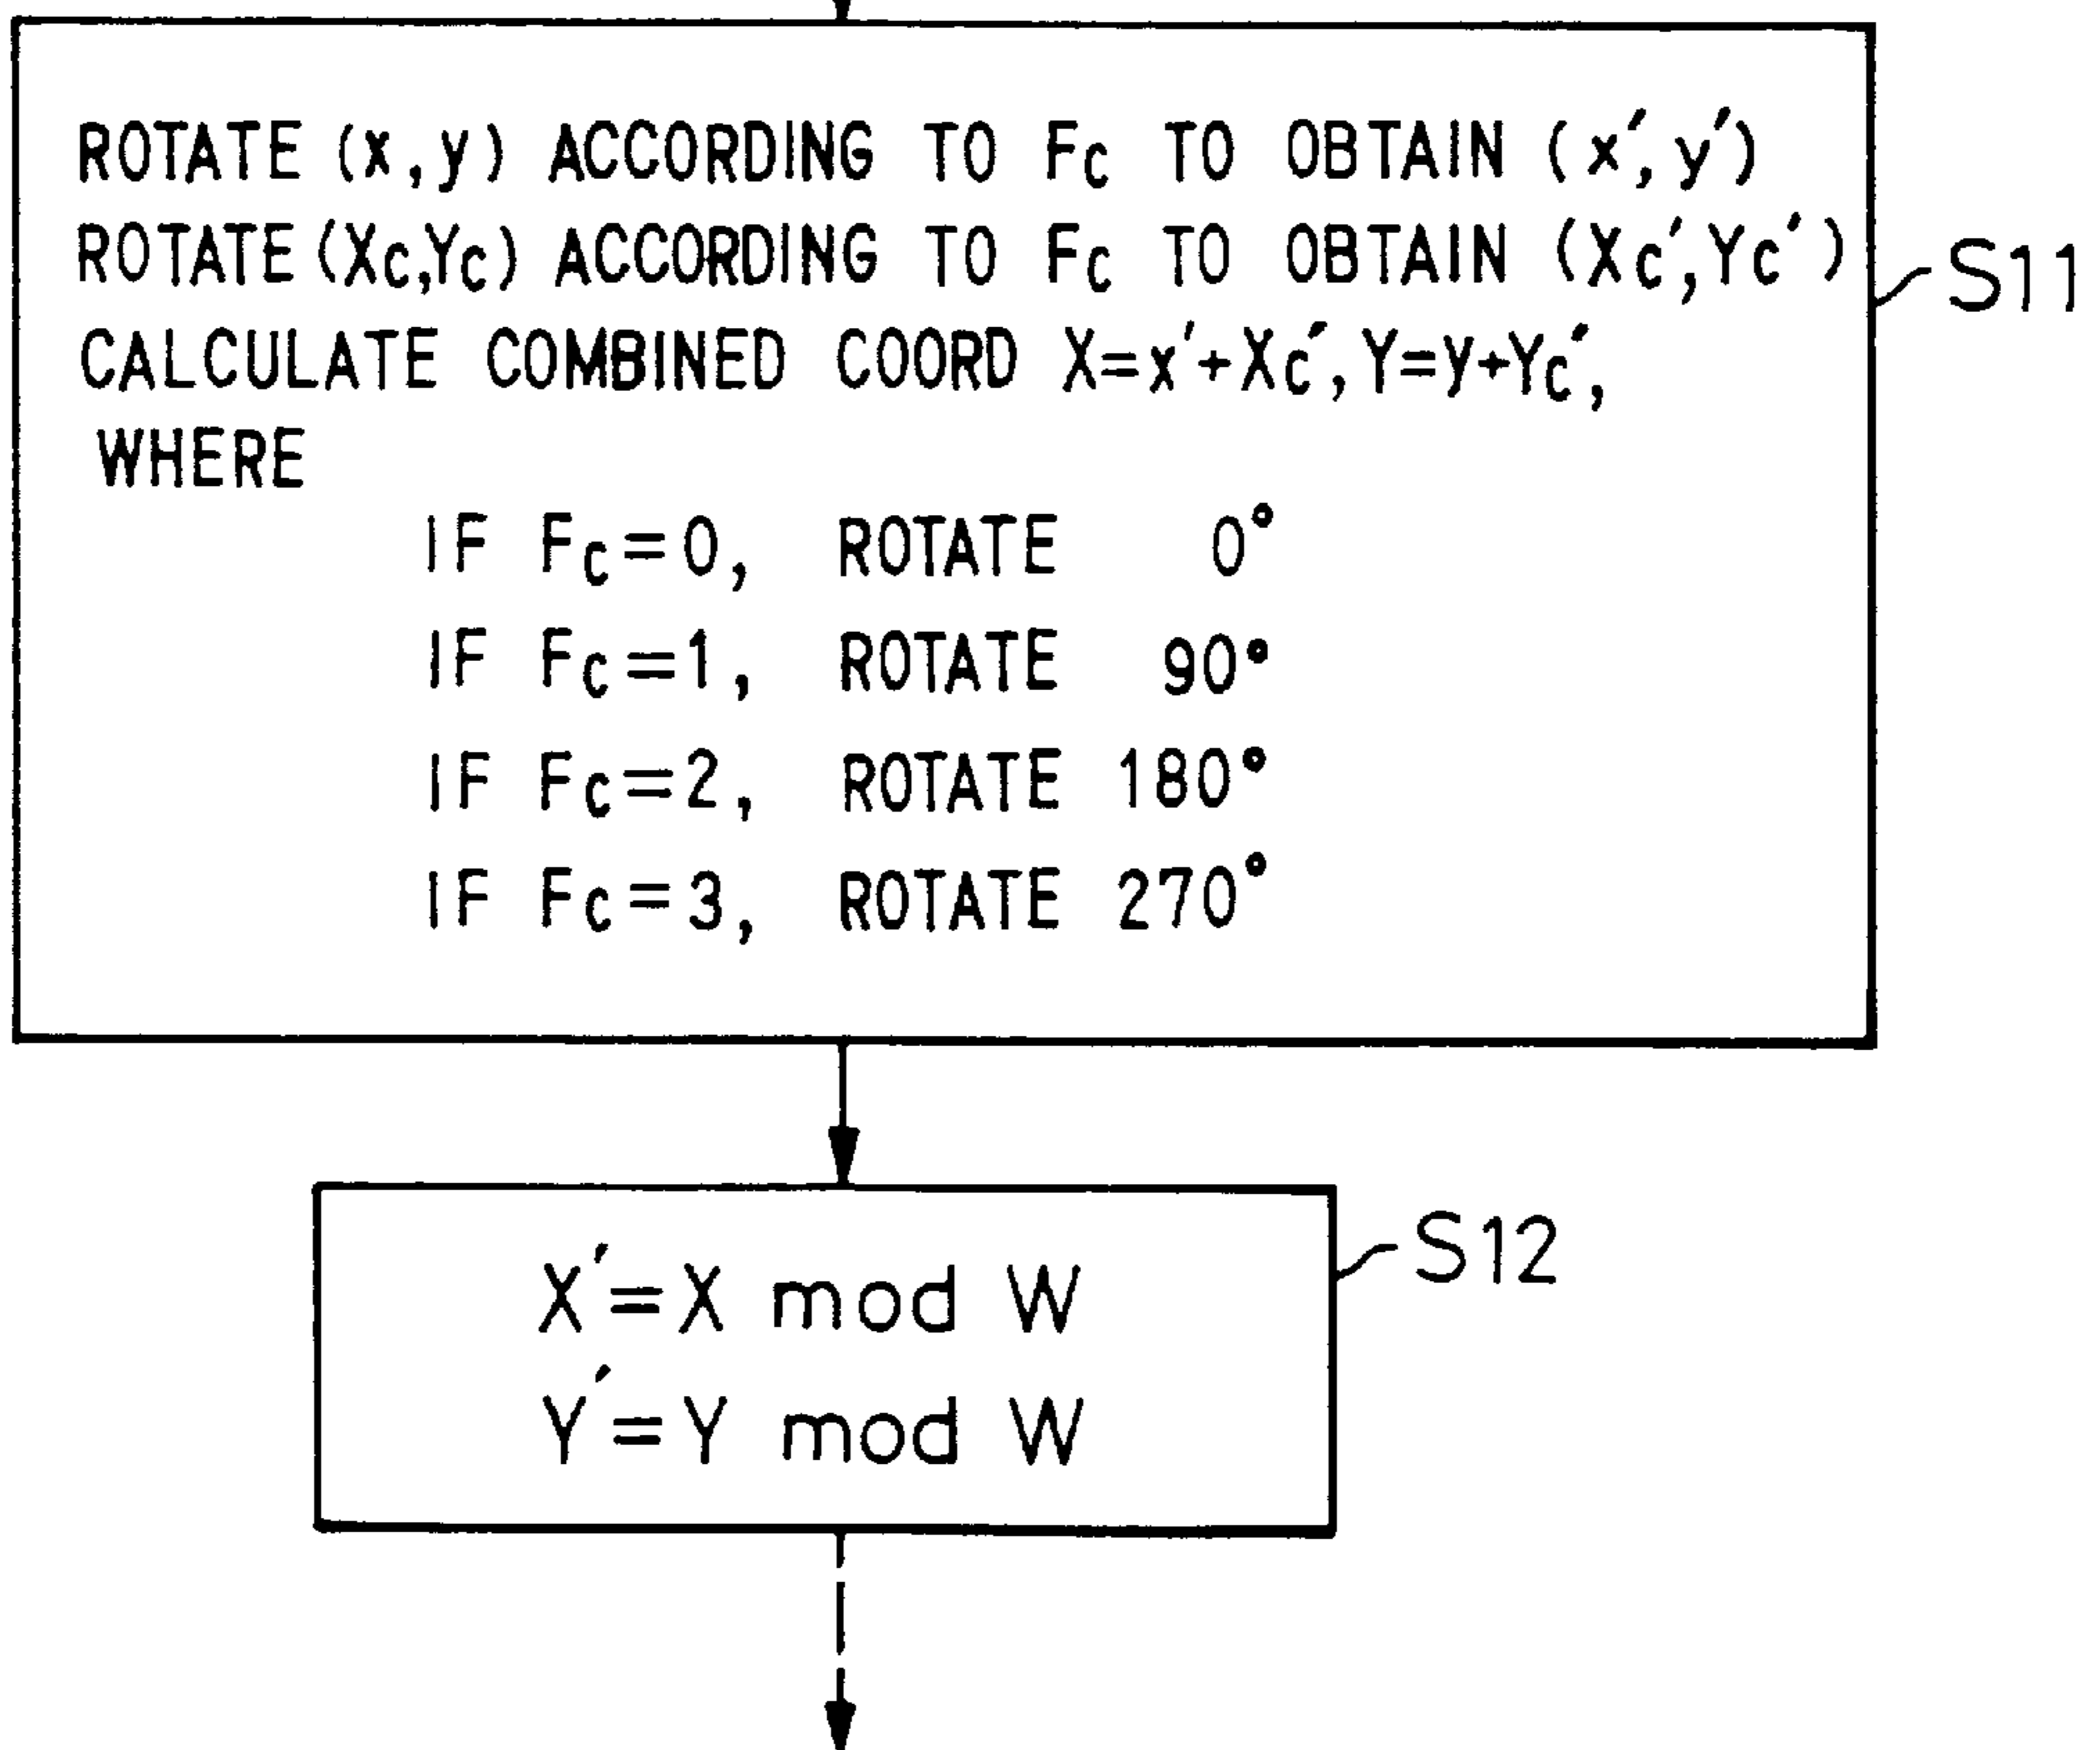 ROTATE (x,y) ACCORDING TO Fc TO OBTAIN (x′,y′)
ROTATE (Xc,Yc) ACCORDING TO Fc TO OBTAIN (Xc′,Yc′)
S11
CALCULATE COMBINED COORD X=x′+Xc′,Y=y+Yc′,
WHERE
IF Fc=0, ROTATE 0°
IF Fc=1, ROTATE 90°
IF Fc=2, ROTATE 180°
IF Fc=3, ROTATE 270°
S12
X′=X mod W
Y′=Y mod W